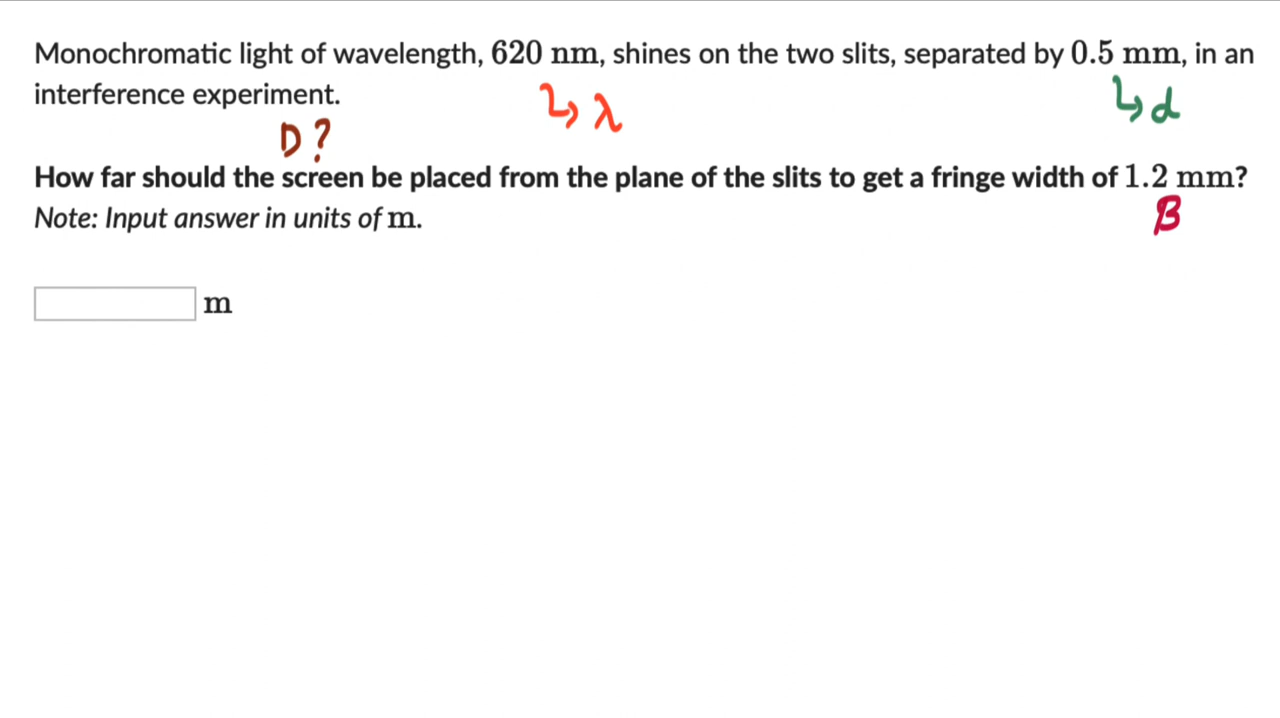 Monochromatic light of wavelength, 620 nm, shines on the two slits, separated by 0.5 mm, in an
interference experiment.
↳ λ
↳ d
D ?
How far should the screen be placed from the plane of the slits to get a fringe width of 1.2 mm?
Note: Input answer in units of m.
β
m